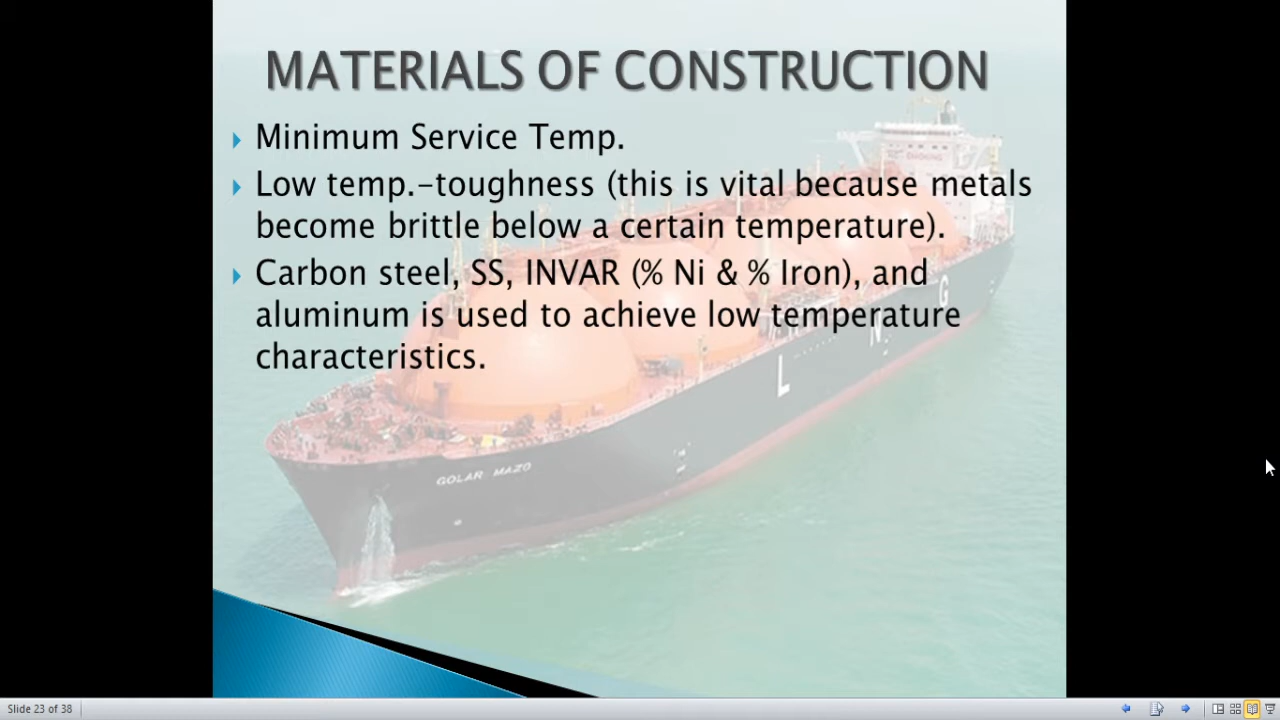 MATERIALS OF CONSTRUCTION
Minimum Service Temp.
Low temp.-toughness (this is vital because metals
become brittle below a certain temperature).
Carbon steel, SS, INVAR (% Ni & % Iron), and
aluminum is used to achieve low temperature
characteristics.
SMOKING
L N G
GOLAR MAZO
Slide 23 of 38